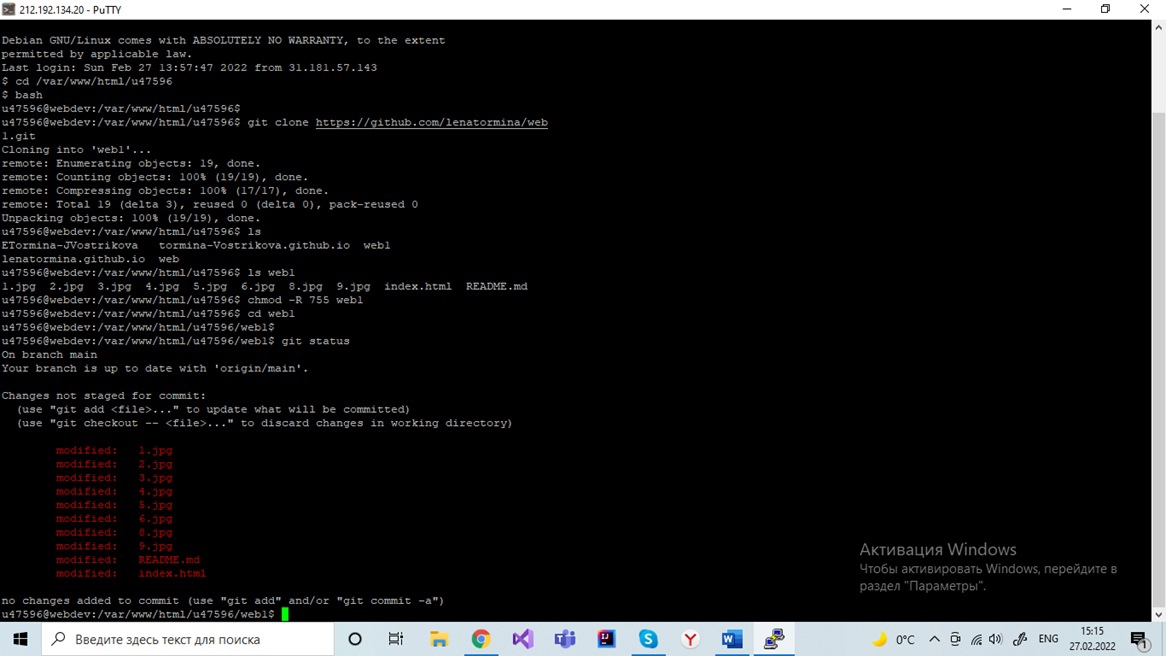 212.192.134.20 - PuTTY
Debian GNU/Linux comes with ABSOLUTELY NO WARRANTY, to the extent
permitted by applicable law.
Last login: Sun Feb 27 13:57:47 2022 from 31.181.57.143
$ cd /var/www/html/u47596
$ bash
u47596@webdev:/var/www/html/u47596$
u47596@webdev:/var/www/html/u47596$ git clone https://github.com/lenatormina/web
1.git
Cloning into 'web1'...
remote: Enumerating objects: 19, done.
remote: Counting objects: 100% (19/19), done.
remote: Compressing objects: 100% (17/17), done.
remote: Total 19 (delta 3), reused 0 (delta 0), pack-reused 0
Unpacking objects: 100% (19/19), done.
u47596@webdev:/var/www/html/u47596$ ls
ETormina-JVostrikova   tormina-Vostrikova.github.io  web1
lenatormina.github.io  web
u47596@webdev:/var/www/html/u47596$ ls web1
1.jpg  2.jpg  3.jpg  4.jpg  5.jpg  6.jpg  8.jpg  9.jpg  index.html  README.md
u47596@webdev:/var/www/html/u47596$ chmod -R 755 web1
u47596@webdev:/var/www/html/u47596$ cd web1
u47596@webdev:/var/www/html/u47596/web1$
u47596@webdev:/var/www/html/u47596/web1$ git status
On branch main
Your branch is up to date with 'origin/main'.
Changes not staged for commit:
(use "git add <file>..." to update what will be committed)
(use "git checkout -- <file>..." to discard changes in working directory)
modified:   1.jpg
modified:   2.jpg
modified:   3.jpg
modified:   4.jpg
modified:   5.jpg
modified:   6.jpg
modified:   8.jpg
modified:   9.jpg
modified:   README.md
modified:   index.html
no changes added to commit (use "git add" and/or "git commit -a")
u47596@webdev:/var/www/html/u47596/web1$
Активация Windows
Чтобы активировать Windows, перейдите в
раздел "Параметры".
Введите здесь текст для поиска
0°C
ENG
15:15
27.02.2022
1